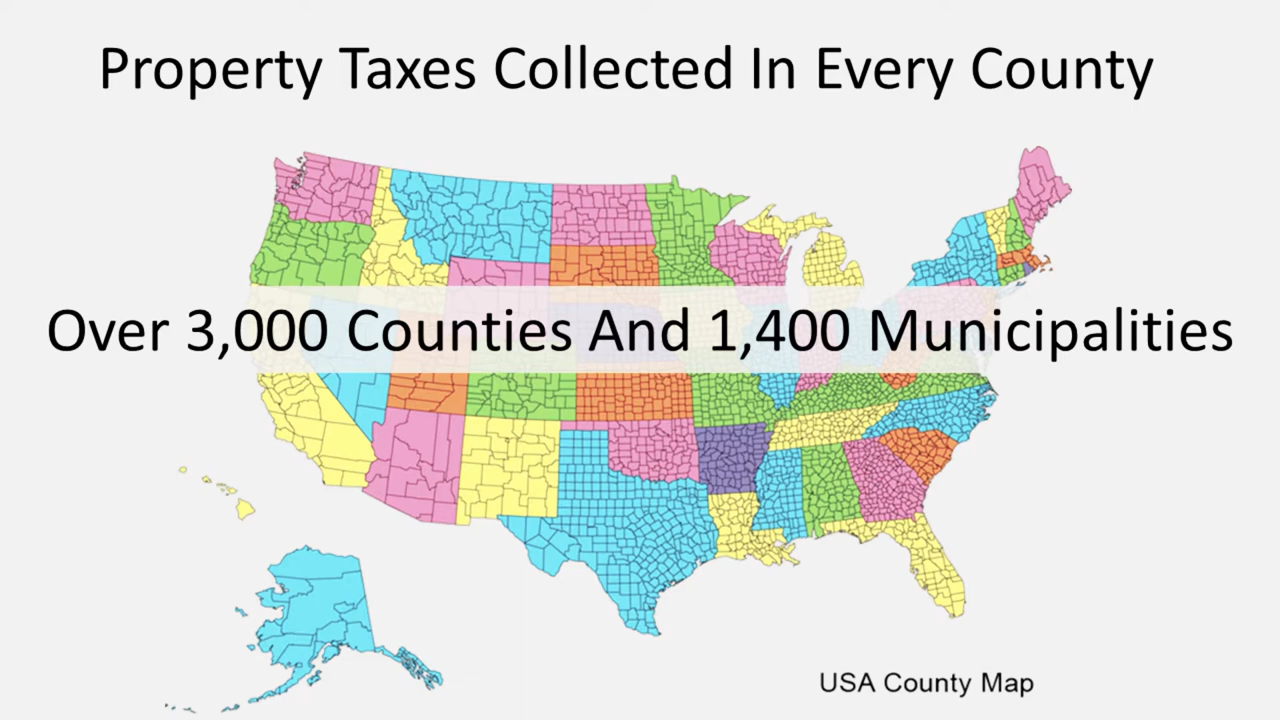 Property Taxes Collected In Every County
Over 3,000 Counties And 1,400 Municipalities
USA County Map